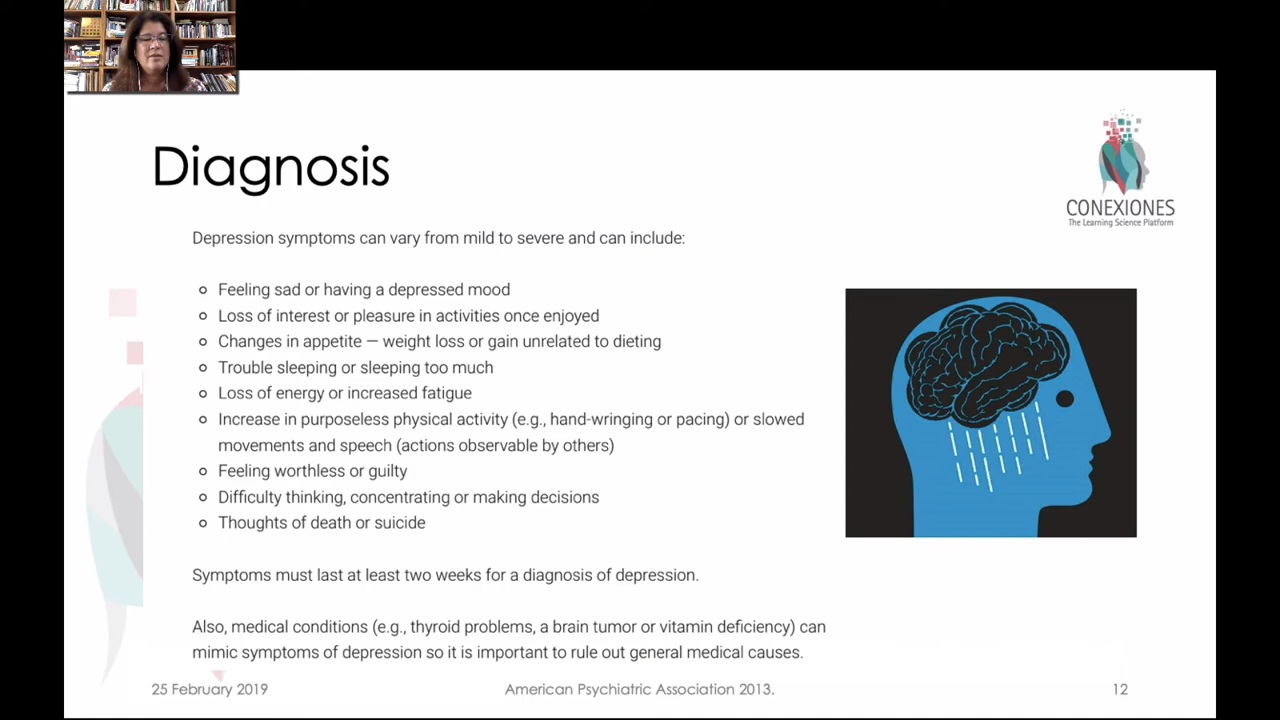 Diagnosis
CONEXIONES
The Learning Science Platform
Depression symptoms can vary from mild to severe and can include:
Feeling sad or having a depressed mood
Loss of interest or pleasure in activities once enjoyed
Changes in appetite — weight loss or gain unrelated to dieting
Trouble sleeping or sleeping too much
Loss of energy or increased fatigue
Increase in purposeless physical activity (e.g., hand-wringing or pacing) or slowed
movements and speech (actions observable by others)
Feeling worthless or guilty
Difficulty thinking, concentrating or making decisions
Thoughts of death or suicide
Symptoms must last at least two weeks for a diagnosis of depression.
Also, medical conditions (e.g., thyroid problems, a brain tumor or vitamin deficiency) can
mimic symptoms of depression so it is important to rule out general medical causes.
25 February 2019
American Psychiatric Association 2013.
12